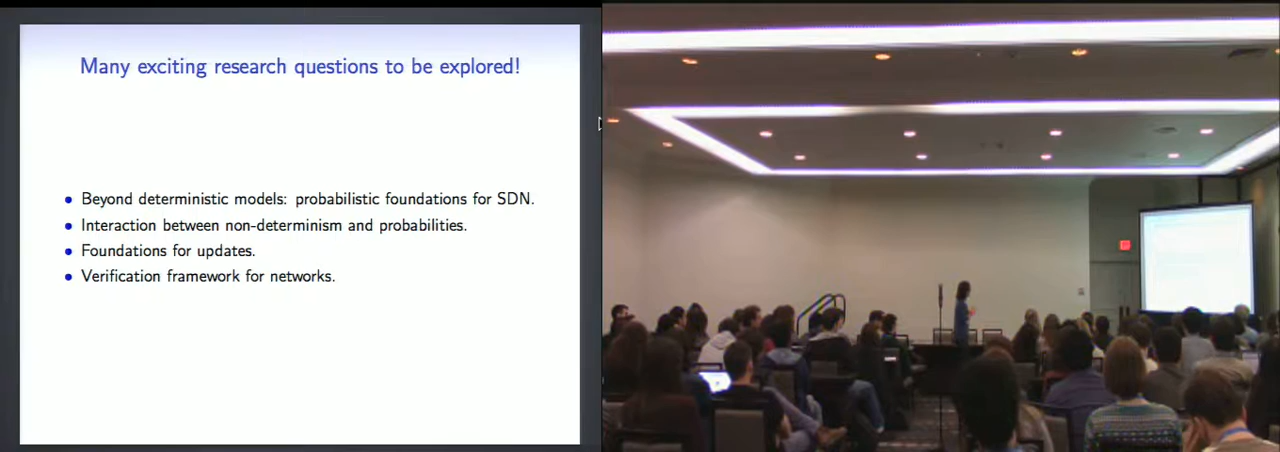 Many exciting research questions to be explored!
Beyond deterministic models: probabilistic foundations for SDN.
Interaction between non-determinism and probabilities.
Foundations for updates.
Verification framework for networks.